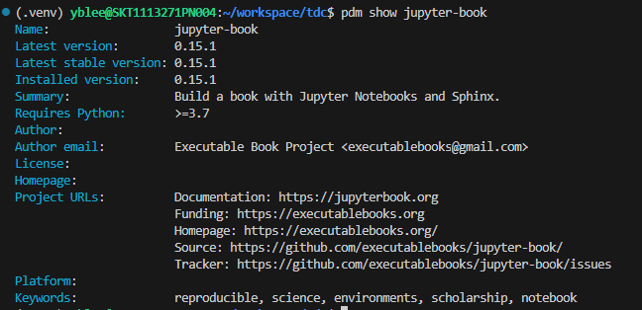 (.venv) yblee@SKT1113271PN004:~/workspace/tdc$ pdm show jupyter-book
Name: jupyter-book
Latest version: 0.15.1
Latest stable version: 0.15.1
Installed version: 0.15.1
Summary: Build a book with Jupyter Notebooks and Sphinx.
Requires Python: >=3.7
Author:
Author email: Executable Book Project <executablebooks@gmail.com>
License:
Homepage:
Project URLs: Documentation: https://jupyterbook.org
Funding: https://executablebooks.org
Homepage: https://executablebooks.org/
Source: https://github.com/executablebooks/jupyter-book/
Tracker: https://github.com/executablebooks/jupyter-book/issues
Platform:
Keywords: reproducible, science, environments, scholarship, notebook